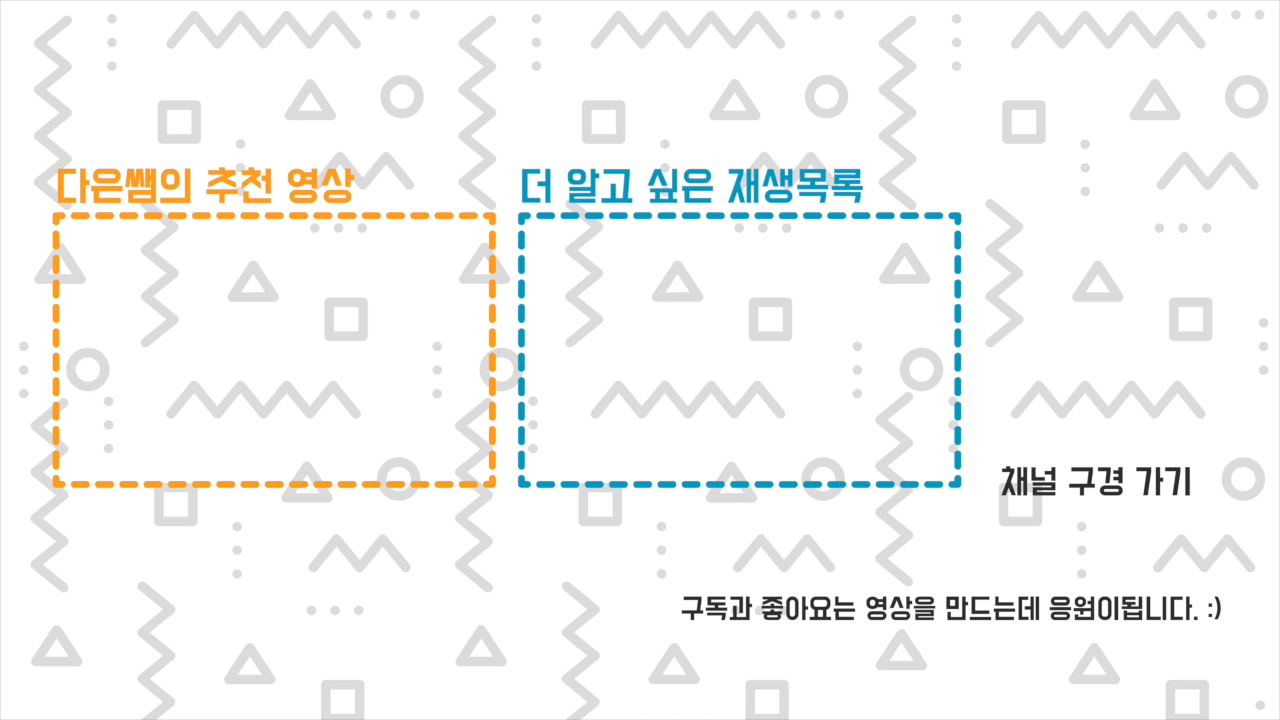 다은쌤의 추천 영상
더 알고 싶은 재생목록
채널 구경 가기
구독과 좋아요는 영상을 만드는데 응원이됩니다. :)